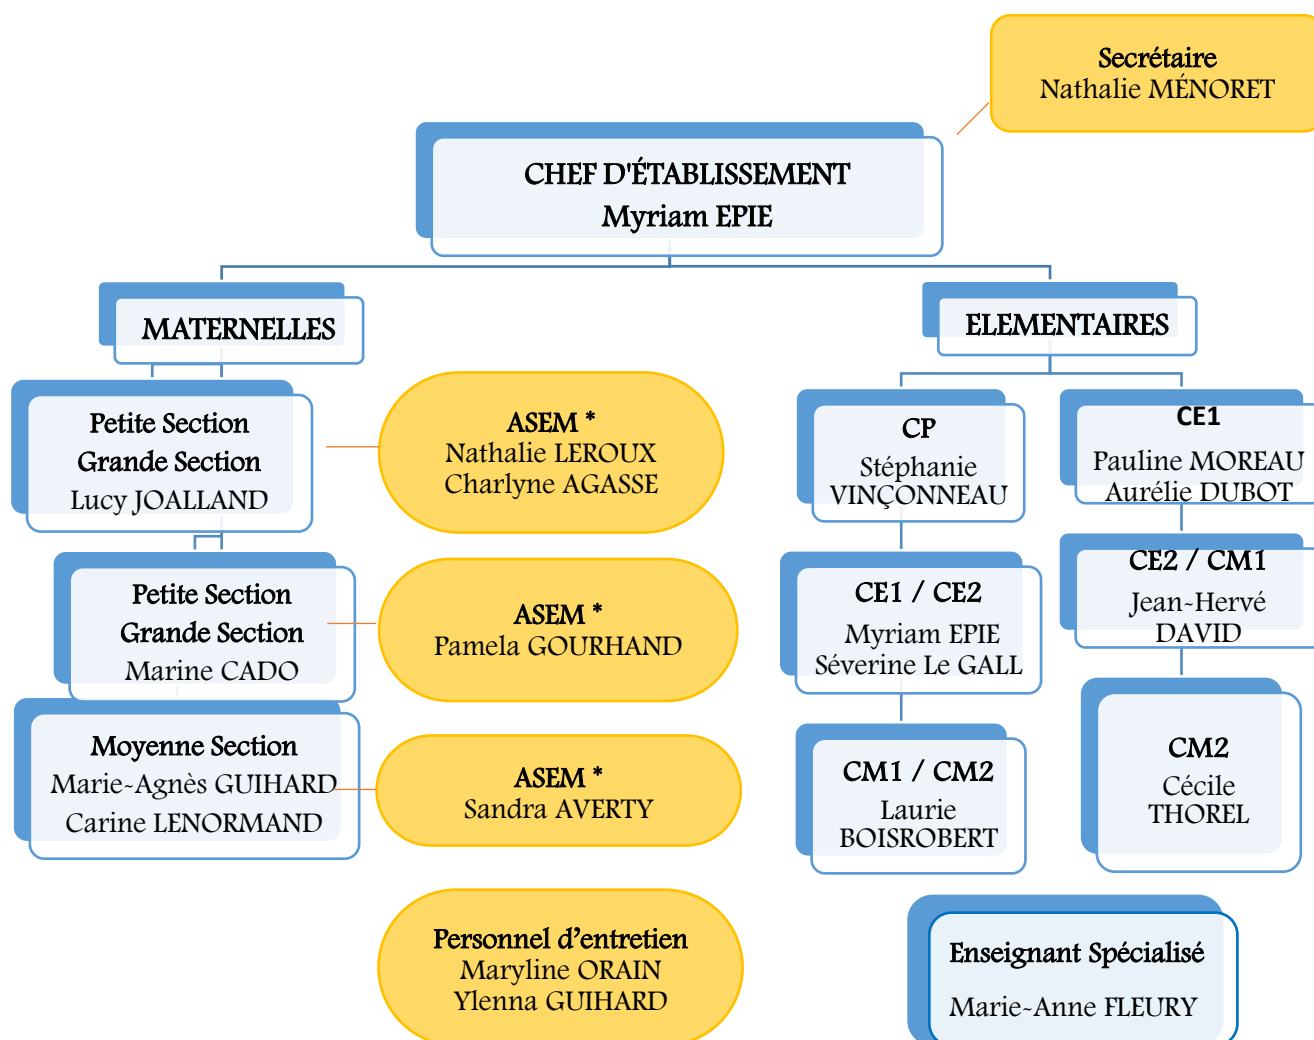 Secrétaire
Nathalie MÉNORET
CHEF D'ÉTABLISSEMENT
Myriam EPIE
MATERNELLES
ELEMENTAIRES
Petite Section
Grande Section
Lucy JOALLAND
ASEM *
Nathalie LEROUX
Charlyne AGASSE
CP
Stéphanie
VINÇONNEAU
CE1
Pauline MOREAU
Aurélie DUBOT
Petite Section
Grande Section
Marine CADO
ASEM *
Pamela GOURHAND
CE1 / CE2
Myriam EPIE
Séverine Le GALL
CE2 / CM1
Jean-Hervé
DAVID
Moyenne Section
Marie-Agnès GUIHARD
Carine LENORMAND
ASEM *
Sandra AVERTY
CM1 / CM2
Laurie
BOISROBERT
CM2
Cécile
THOREL
Personnel d’entretien
Maryline ORAIN
Ylenna GUIHARD
Enseignant Spécialisé
Marie-Anne FLEURY